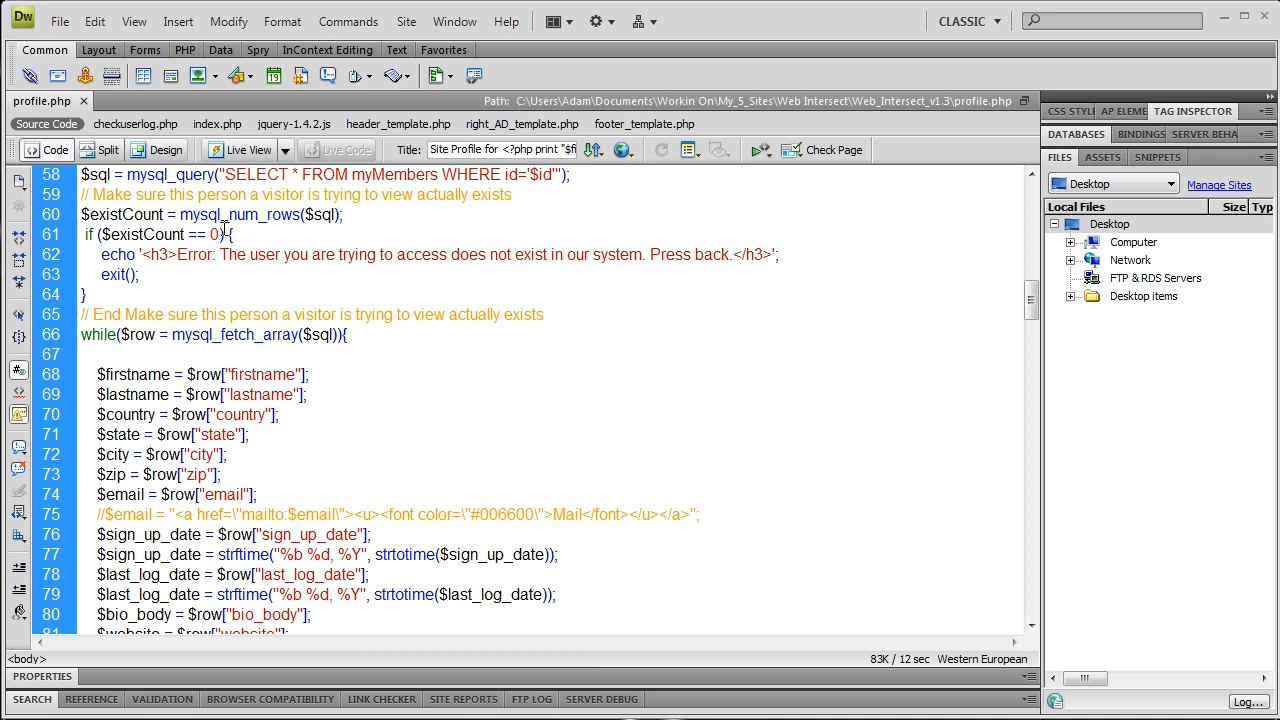 Dw File Edit View Insert Modify Format Commands Site Window Help CLASSIC
Common Layout Forms PHP Data Spry InContext Editing Text Favorites
profile.php × Path: C:\Users\Adam\Documents\Workin On\My_5_Sites\Web Intersect\Web_Intersect_v1.3\profile.php
Source Code checkuserlog.php index.php jquery-1.4.2.js header_template.php right_AD_template.php footer_template.php
Code Split Design Live View Live Code Title: Site Profile for <?php print "$fi Check Page
58 $sql = mysql_query("SELECT * FROM myMembers WHERE id='$id'");
59 // Make sure this person a visitor is trying to view actually exists
60 $existCount = mysql_num_rows($sql);
61 if ($existCount == 0) {
62 echo '<h3>Error: The user you are trying to access does not exist in our system. Press back.</h3>';
63 exit();
64 }
65 // End Make sure this person a visitor is trying to view actually exists
66 while($row = mysql_fetch_array($sql)){
67
68 $firstname = $row["firstname"];
69 $lastname = $row["lastname"];
70 $country = $row["country"];
71 $state = $row["state"];
72 $city = $row["city"];
73 $zip = $row["zip"];
74 $email = $row["email"];
75 //$email = "<a href=\"mailto:$email\"><u><font color=\"#006600\">Mail</font></u></a>";
76 $sign_up_date = $row["sign_up_date"];
77 $sign_up_date = strftime("%b %d, %Y", strtotime($sign_up_date));
78 $last_log_date = $row["last_log_date"];
79 $last_log_date = strftime("%b %d, %Y", strtotime($last_log_date));
80 $bio_body = $row["bio_body"];
81 $website = $row["website"];
<body> 83K / 12 sec Western European
PROPERTIES
SEARCH REFERENCE VALIDATION BROWSER COMPATIBILITY LINK CHECKER SITE REPORTS FTP LOG SERVER DEBUG
CSS STYL AP ELEME TAG INSPECTOR
DATABASES BINDINGS SERVER BEHA
FILES ASSETS SNIPPETS
Desktop Manage Sites
Local Files Size Typ
Desktop
Computer
Network
FTP & RDS Servers
Desktop items
Log...